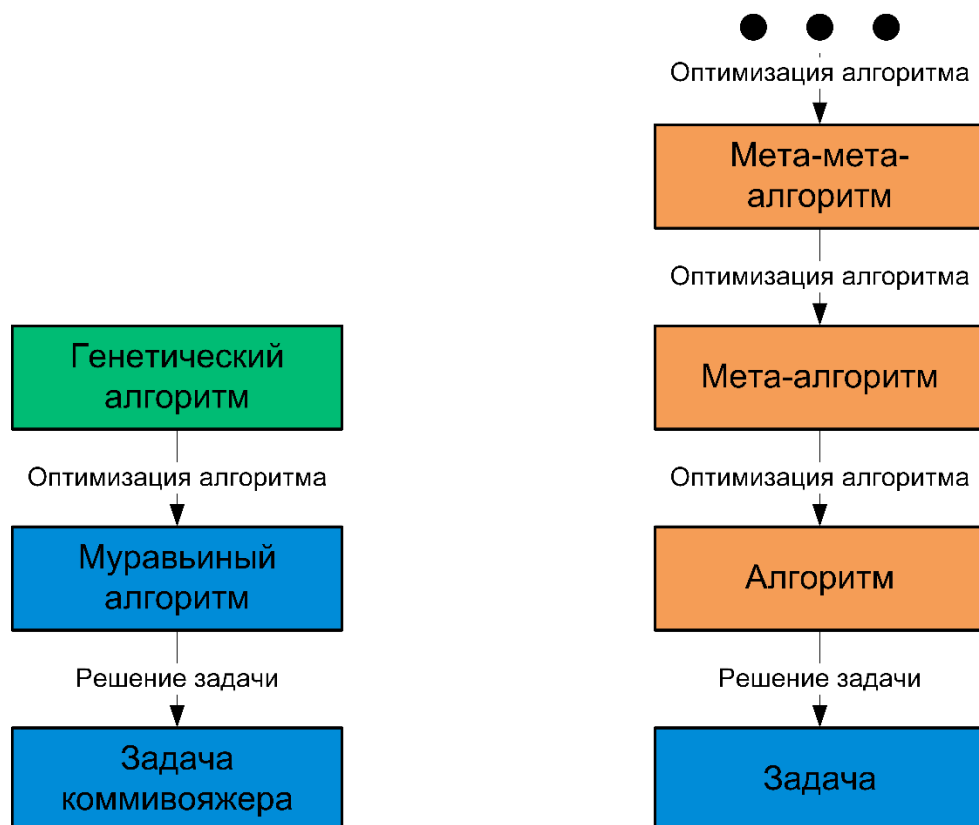 Генетический
алгоритм
Оптимизация алгоритма
Муравьиный
алгоритм
Решение задачи
Задача
коммивояжера
Оптимизация алгоритма
Мета-мета-
алгоритм
Оптимизация алгоритма
Мета-алгоритм
Оптимизация алгоритма
Алгоритм
Решение задачи
Задача